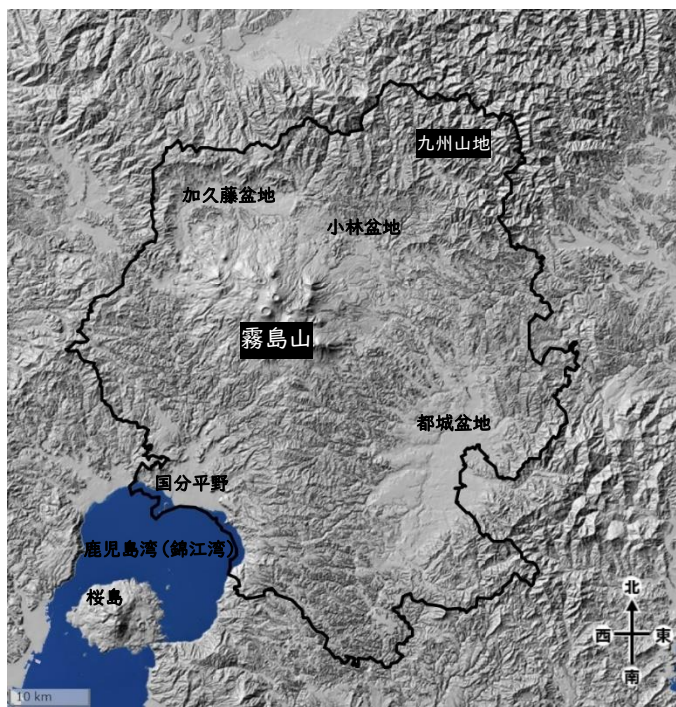 九州山地
加久藤盆地
小林盆地
霧島山
都城盆地
国分平野
鹿児島湾(錦江湾)
桜島
北
西
東
南
10 km